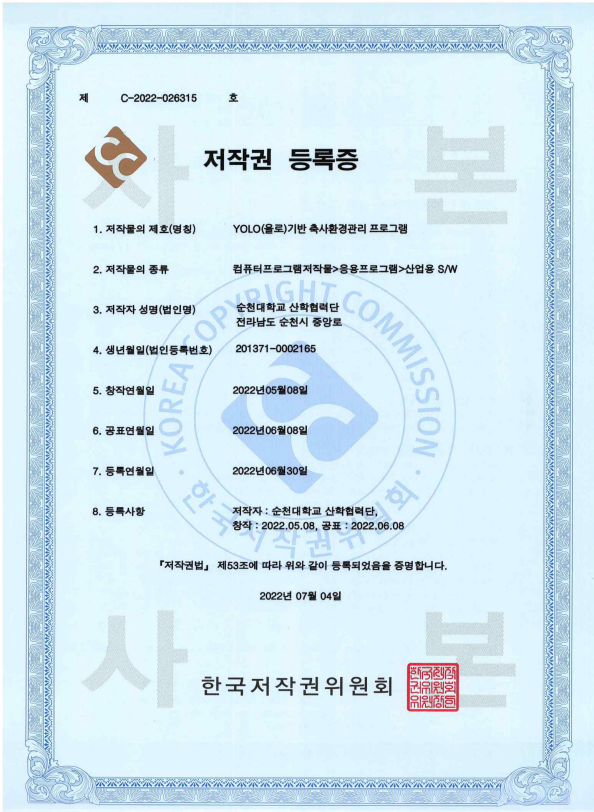 제 C-2022-026315 호
저작권 등록증
1. 저작물의 제호(명칭) YOLO(욜로)기반 축사환경관리 프로그램
2. 저작물의 종류 컴퓨터프로그램저작물>응용프로그램>산업용 S/W
3. 저작자 성명(법인명) 순천대학교 산학협력단
전라남도 순천시 중앙로
4. 생년월일(법인등록번호) 201371-0002165
5. 창작연월일 2022년05월08일
6. 공표연월일 2022년06월08일
7. 등록연월일 2022년06월30일
8. 등록사항 저작자 : 순천대학교 산학협력단,
창작 : 2022.05.08, 공표 : 2022.06.08
『저작권법』 제53조에 따라 위와 같이 등록되었음을 증명합니다.
2022년 07월 04일
한국저작권위원회
사 본
사 본
KOREA COPYRIGHT COMMISSION
한국저작권위원회
CC